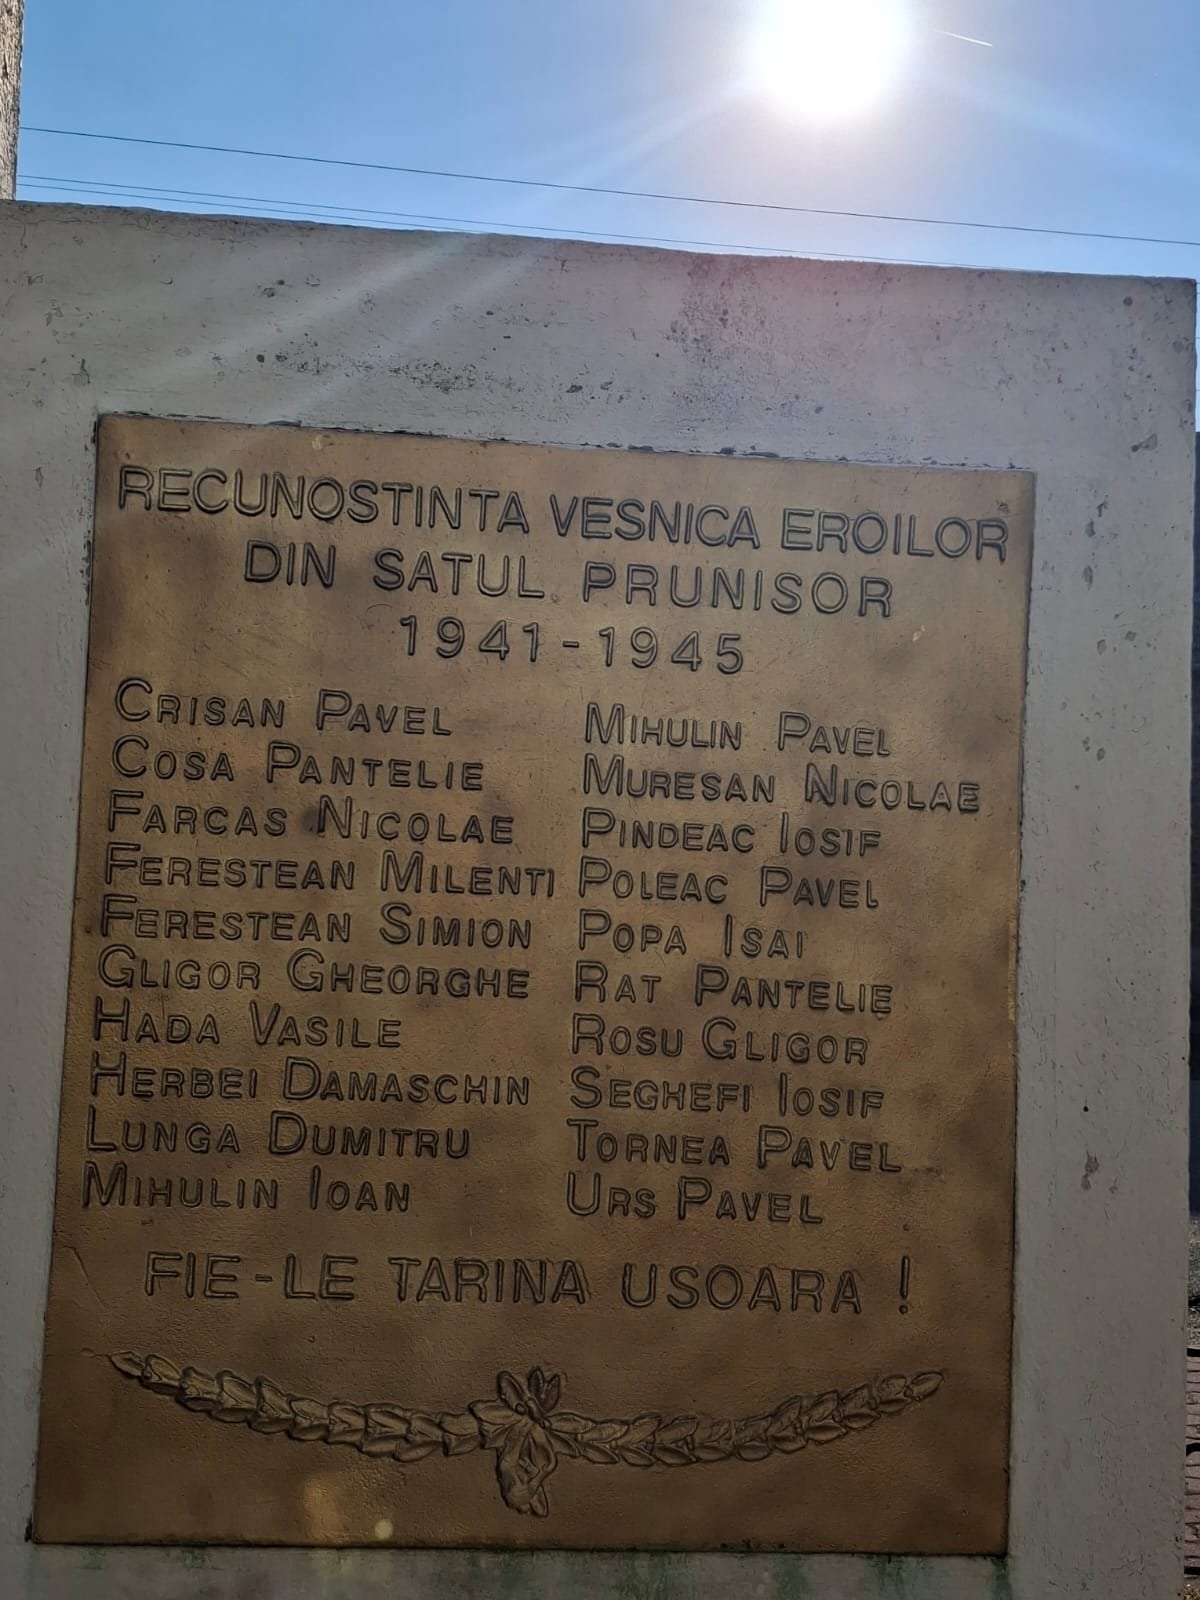 RECUNOSTINTA VESNICA EROILOR
DIN SATUL PRUNISOR
1941-1945
CRISAN PAVEL
COSA PANTELIE
FARCAS NICOLAE
FERESTEAN MILENTI
FERESTEAN SIMION
GLIGOR GHEORGHE
HADA VASILE
HERBEI DAMASCHIN
LUNGA DUMITRU
MIHULIN IOAN
MIHULIN PAVEL
MURESAN NICOLAE
PINDEAC IOSIF
POLEAC PAVEL
POPA ISAI
RAT PANTELIE
ROSU GLIGOR
SEGHEFI IOSIF
TORNEA PAVEL
URS PAVEL
FIE-LE TARINA USOARA !